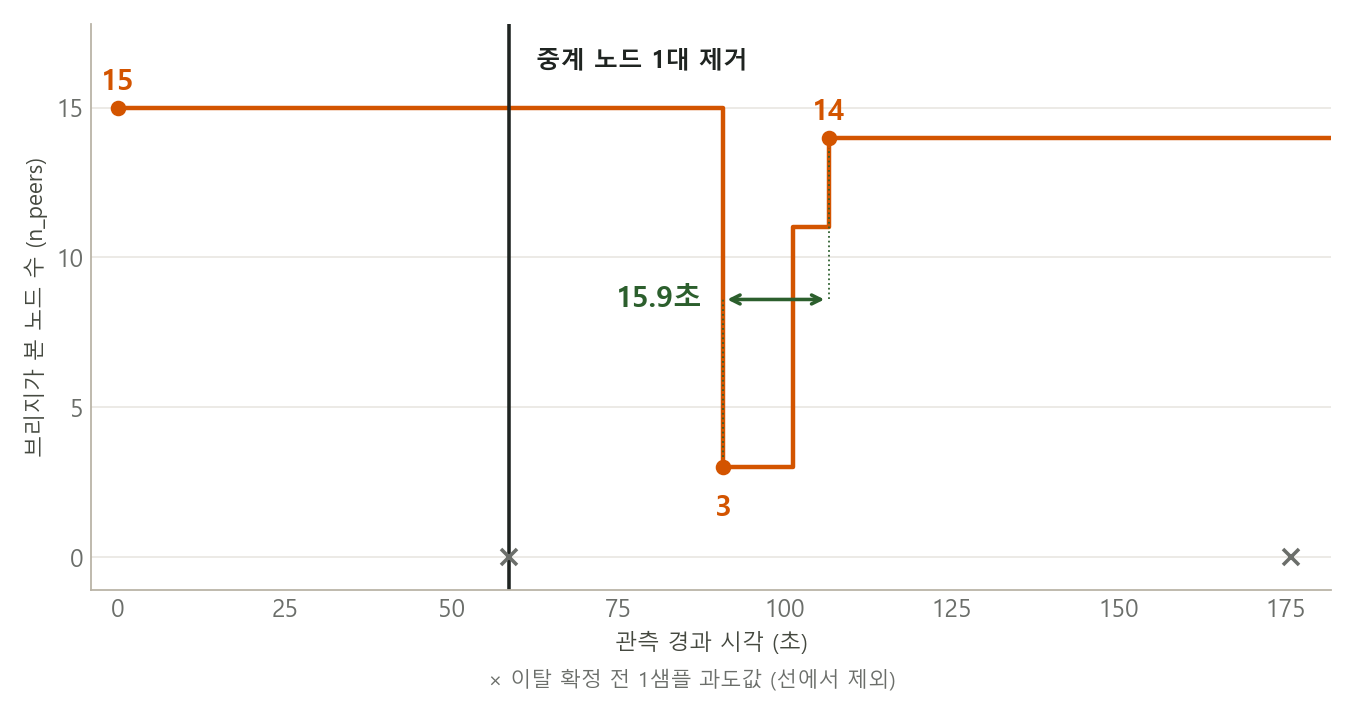 중계 노드 1대 제거
15
14
15
10
15.9초
5
3
0
브리지가 본 노드 수 (n_peers)
0 25 50 75 100 125 150 175
관측 경과 시각 (초)
× 이탈 확정 전 1샘플 과도값 (선에서 제외)